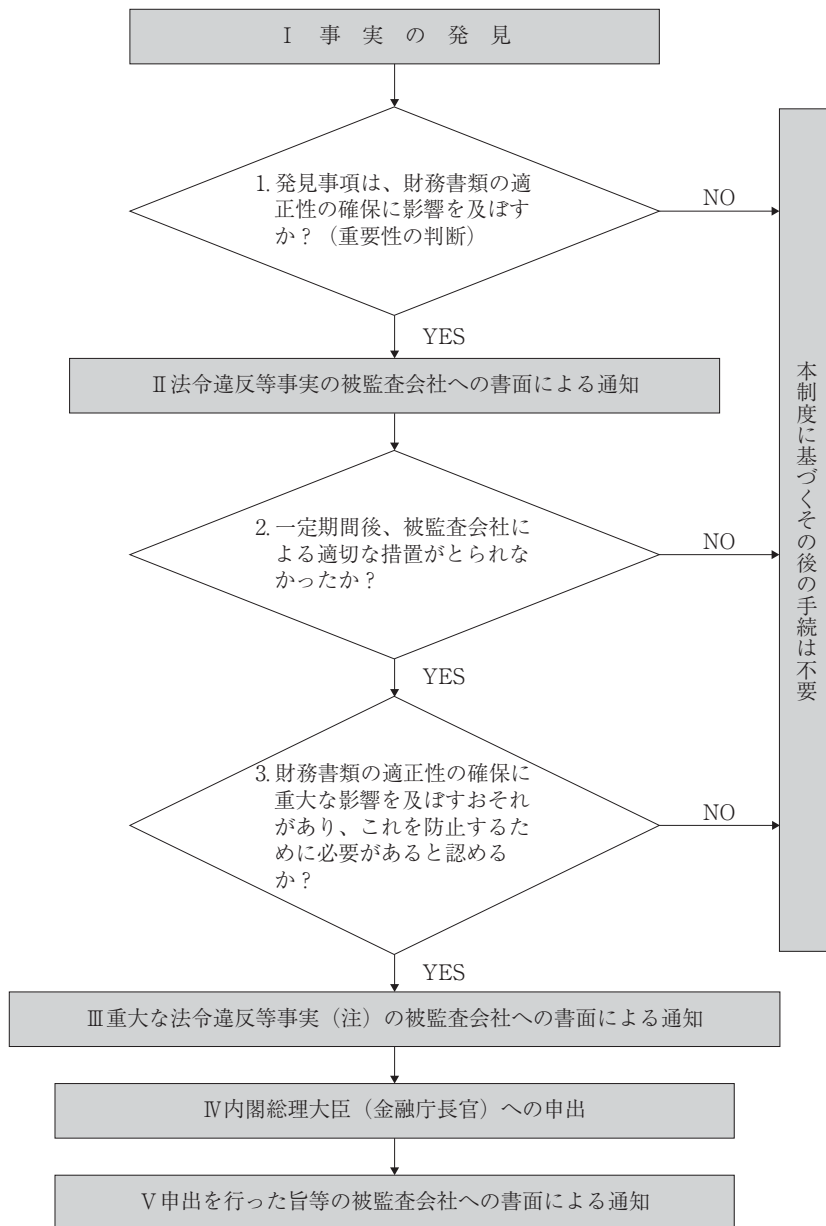 Ⅰ 事実の発見
1. 発見事項は、財務書類の適
正性の確保に影響を及ぼす
か？（重要性の判断）
NO
YES
Ⅱ法令違反等事実の被監査会社への書面による通知
2. 一定期間後、被監査会社に
よる適切な措置がとられな
かったか？
NO
YES
3. 財務書類の適正性の確保に
重大な影響を及ぼすおそれ
があり、これを防止するた
めに必要があると認める
か？
NO
YES
本制度に基づくその後の手続は不要
Ⅲ重大な法令違反等事実（注）の被監査会社への書面による通知
Ⅳ内閣総理大臣（金融庁長官）への申出
Ⅴ申出を行った旨等の被監査会社への書面による通知